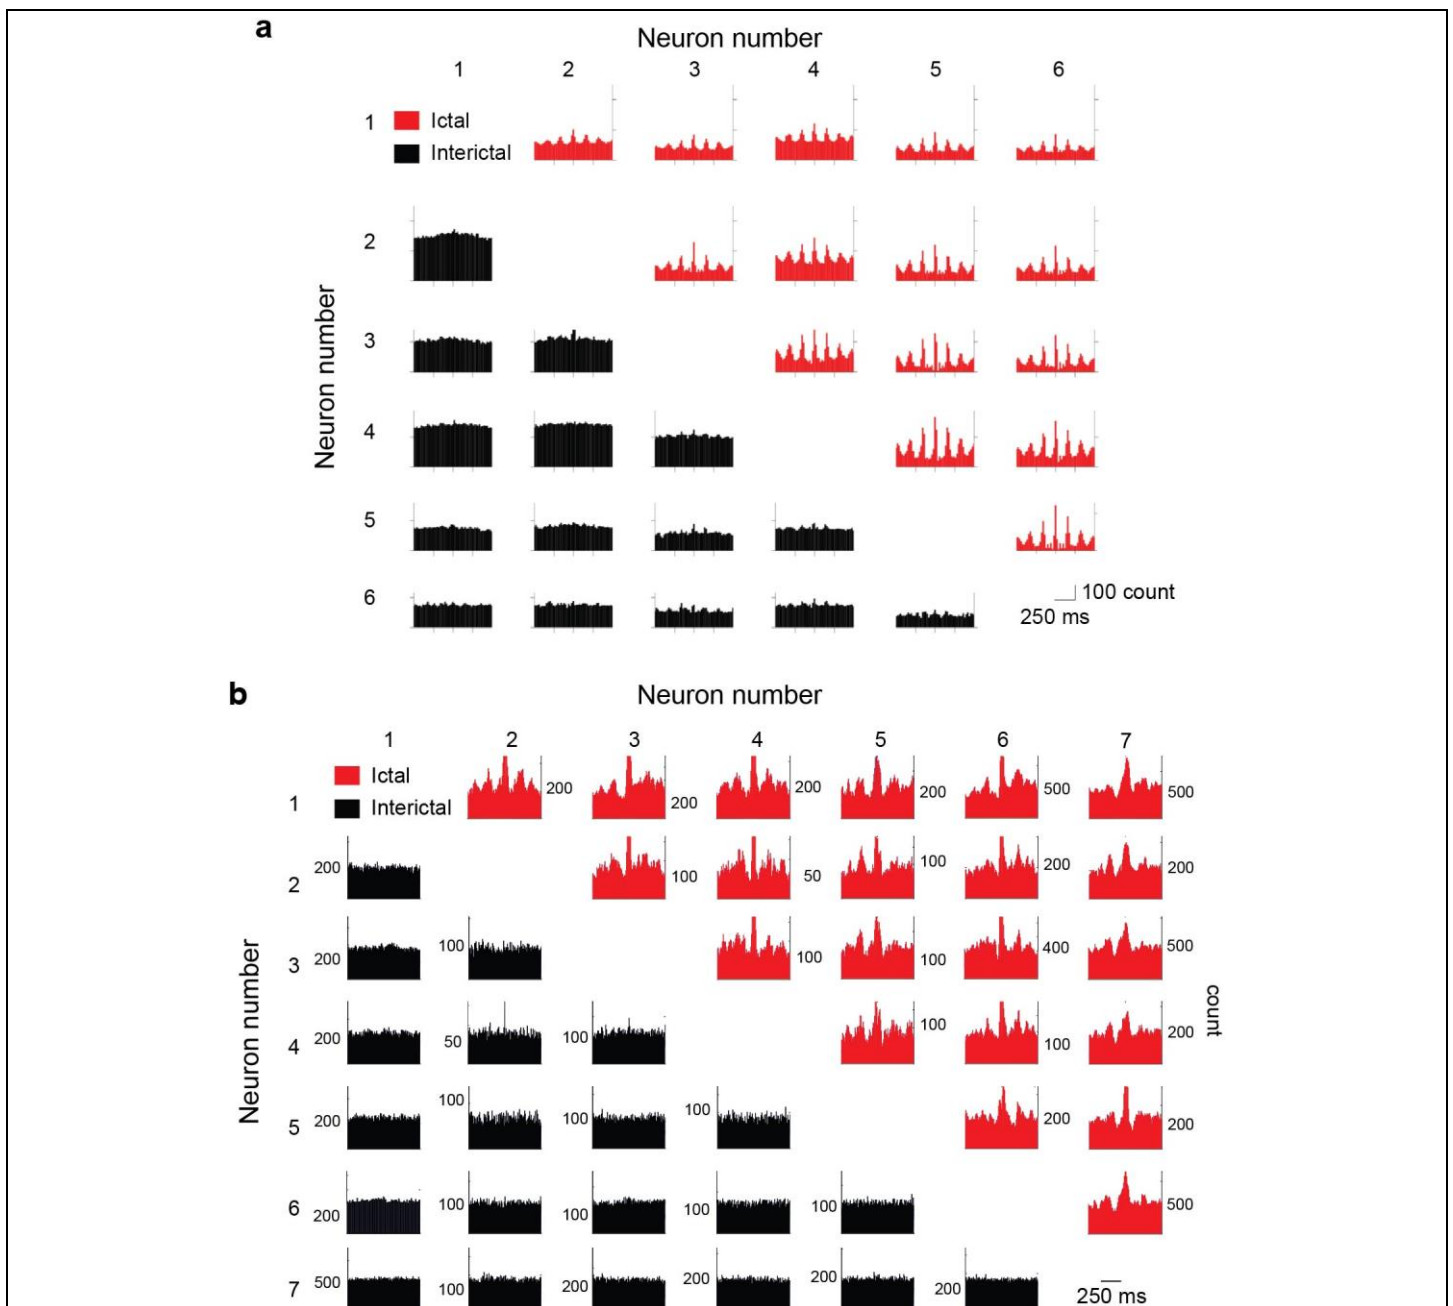 a
Neuron number
1 2 3 4 5 6
1
Ictal
Interictal
2
3
4
5
6
Neuron number
100 count
250 ms
b
Neuron number
1 2 3 4 5 6 7
Ictal
Interictal
1 200 200 200 200 500 500
2 200 100 50 100 200 200
3 200 100 100 100 400 500
4 200 50 100 100 100 200
5 200 100 100 100 200 200
6 200 100 100 100 100 500
7 500 100 200 200 200 200
Neuron number
count
250 ms